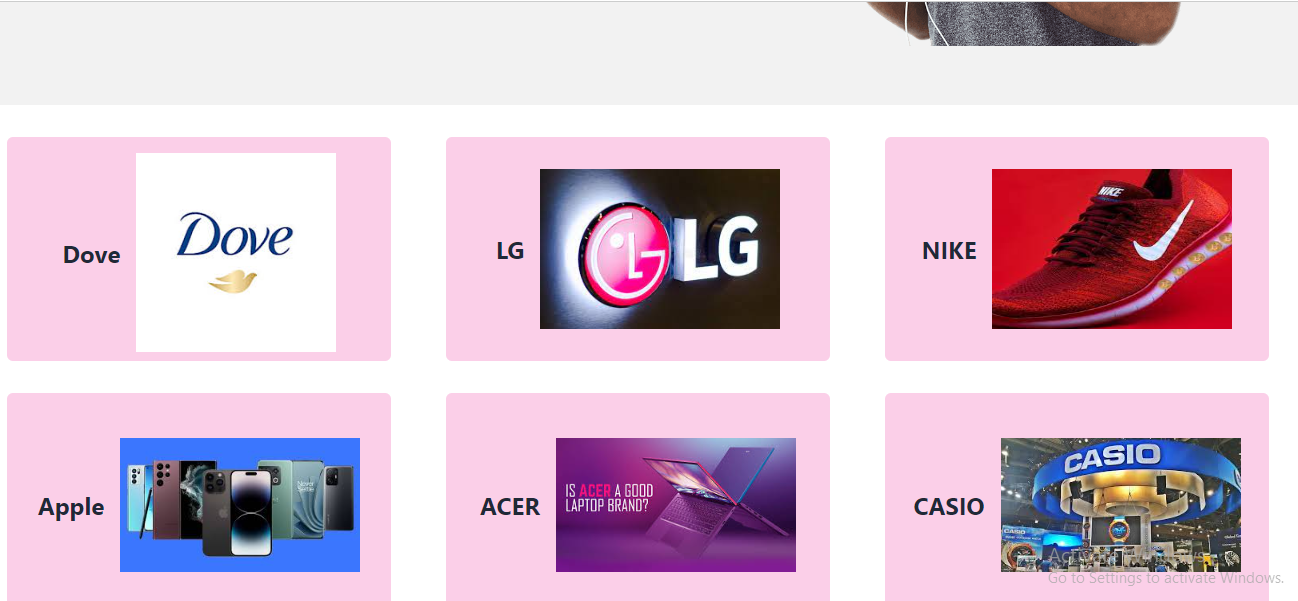 Dove
Dove
LG
LG
NIKE
NIKE
Apple
ACER
IS ACER A GOOD
LAPTOP BRAND?
CASIO
CASIO
CASIO
Activate Windows
Go to Settings to activate Windows.